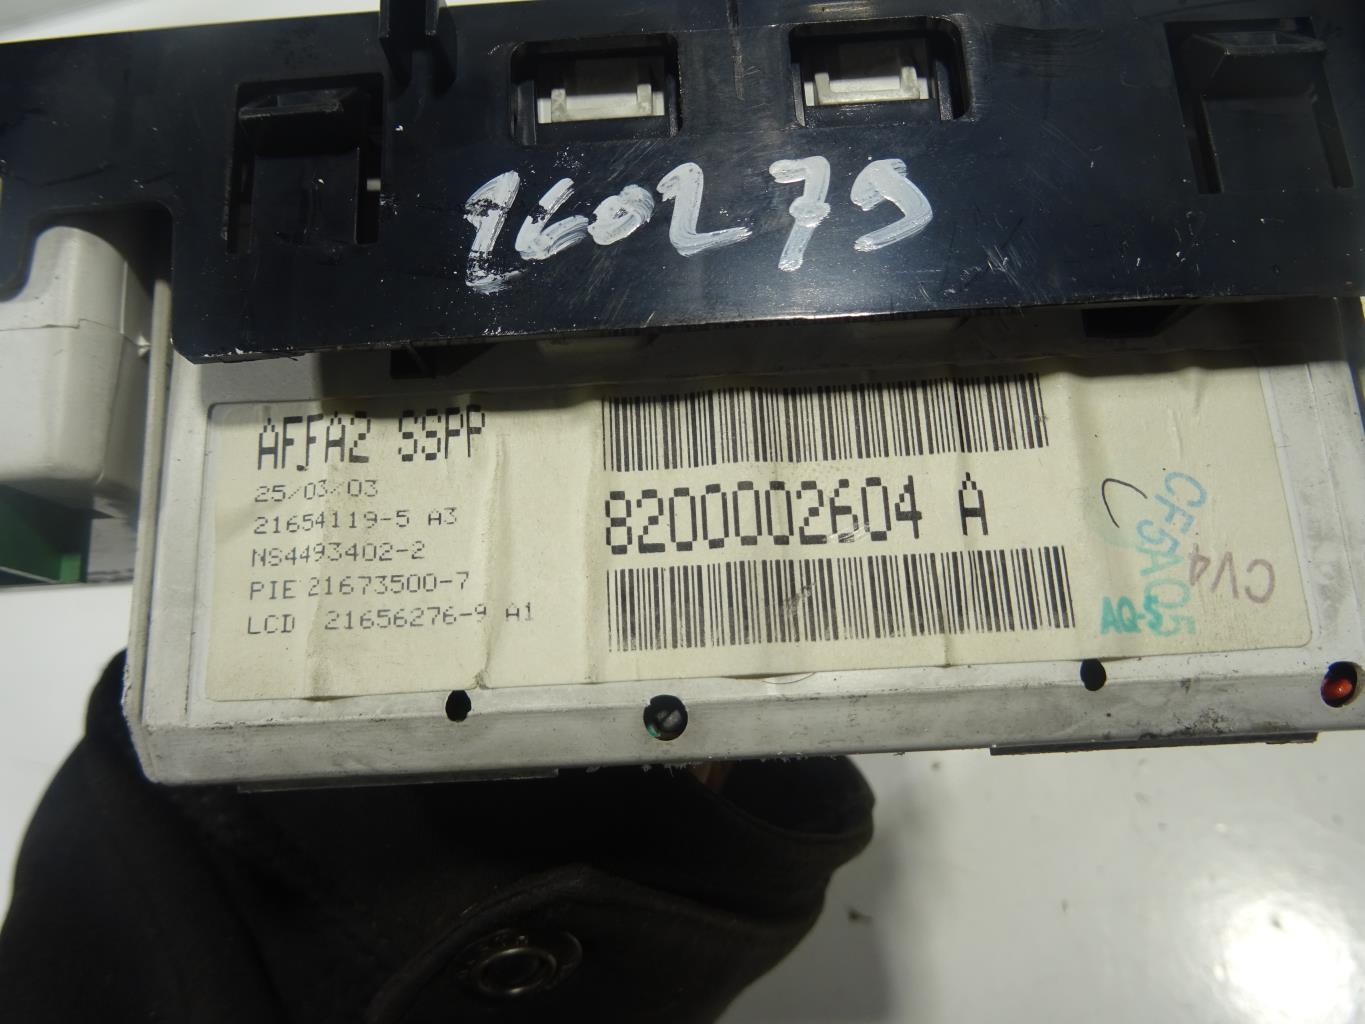 160279
AFFA2 SSPP
25/03/03
21654119-5 A3
NS4493402-2
PIE 21673500-7
LCD 21656276-9 A1
8200002604 A
CF5A05
AQ-5
CV4